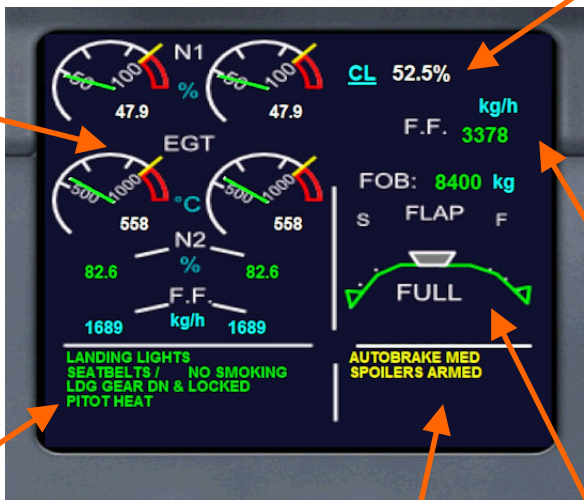 50 100 N1 50 100
%
47.9 47.9
CL 52.5%
kg/h
F.F. 3378
EGT
500 1000 °C 500 1000
558 558
FOB: 8400 kg
S FLAP F
N2
82.6 % 82.6
FULL
F.F.
1689 kg/h 1689
LANDING LIGHTS
SEATBELTS / NO SMOKING
LDG GEAR DN & LOCKED
PITOT HEAT
AUTOBRAKE MED
SPOILERS ARMED